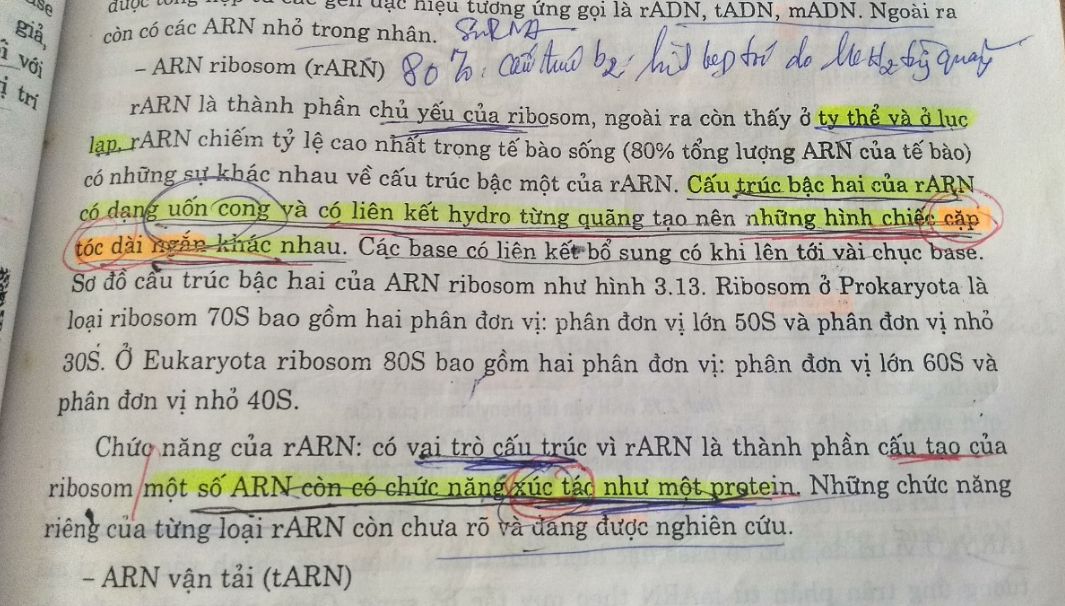 giả,
ì với
ị trí
được tổng hợp từ các gen đặc hiệu tương ứng gọi là rADN, tADN, mADN. Ngoài ra
còn có các ARN nhỏ trong nhân. SnRNA
– ARN ribosom (rARN) 80%. cấu trúc b2: kẹp do
rARN là thành phần chủ yếu của ribosom, ngoài ra còn thấy ở ty thể và ở lục
lạp. rARN chiếm tỷ lệ cao nhất trong tế bào sống (80% tổng lượng ARN của tế bào)
có những sự khác nhau về cấu trúc bậc một của rARN. Cấu trúc bậc hai của rARN
có dạng uốn cong và có liên kết hydro từng quãng tạo nên những hình chiếc cặp
tóc dài ngắn khác nhau. Các base có liên kết bổ sung có khi lên tới vài chục base.
Sơ đồ cấu trúc bậc hai của ARN ribosom như hình 3.13. Ribosom ở Prokaryota là
loại ribosom 70S bao gồm hai phân đơn vị: phân đơn vị lớn 50S và phân đơn vị nhỏ
30S. Ở Eukaryota ribosom 80S bao gồm hai phân đơn vị: phân đơn vị lớn 60S và
phân đơn vị nhỏ 40S.
Chức năng của rARN: có vai trò cấu trúc vì rARN là thành phần cấu tạo của
ribosom một số ARN còn có chức năng xúc tác như một protein. Những chức năng
riêng của từng loại rARN còn chưa rõ và đang được nghiên cứu.
– ARN vận tải (tARN)